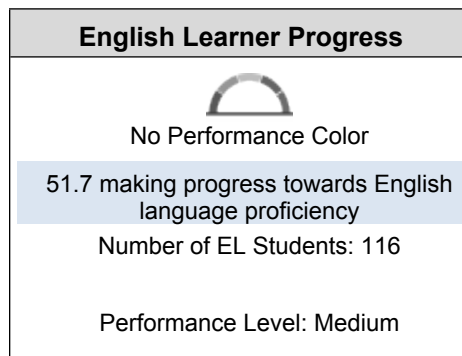 English Learner Progress
No Performance Color
51.7 making progress towards English
language proficiency
Number of EL Students: 116
Performance Level: Medium